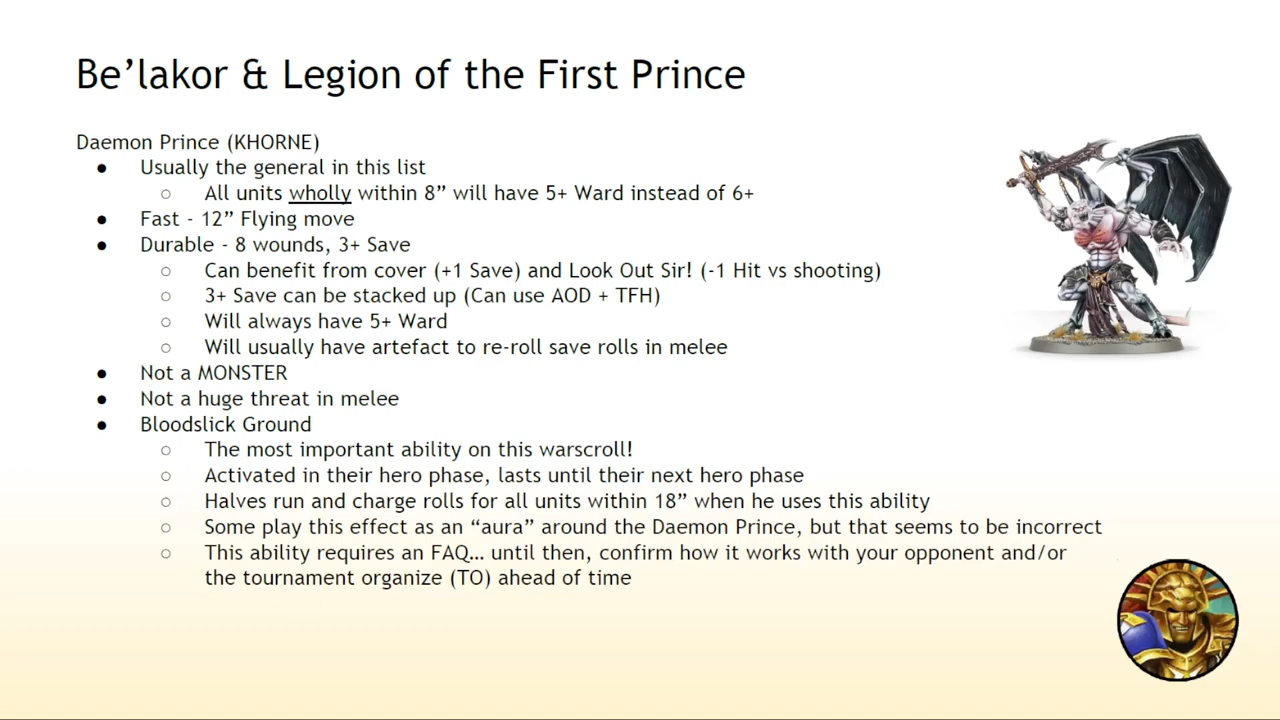 Be’lakor & Legion of the First Prince
Daemon Prince (KHORNE)
● Usually the general in this list
○ All units wholly within 8” will have 5+ Ward instead of 6+
● Fast - 12” Flying move
● Durable - 8 wounds, 3+ Save
○ Can benefit from cover (+1 Save) and Look Out Sir! (-1 Hit vs shooting)
○ 3+ Save can be stacked up (Can use AOD + TFH)
○ Will always have 5+ Ward
○ Will usually have artefact to re-roll save rolls in melee
● Not a MONSTER
● Not a huge threat in melee
● Bloodslick Ground
○ The most important ability on this warscroll!
○ Activated in their hero phase, lasts until their next hero phase
○ Halves run and charge rolls for all units within 18” when he uses this ability
○ Some play this effect as an “aura” around the Daemon Prince, but that seems to be incorrect
○ This ability requires an FAQ… until then, confirm how it works with your opponent and/or
the tournament organize (TO) ahead of time